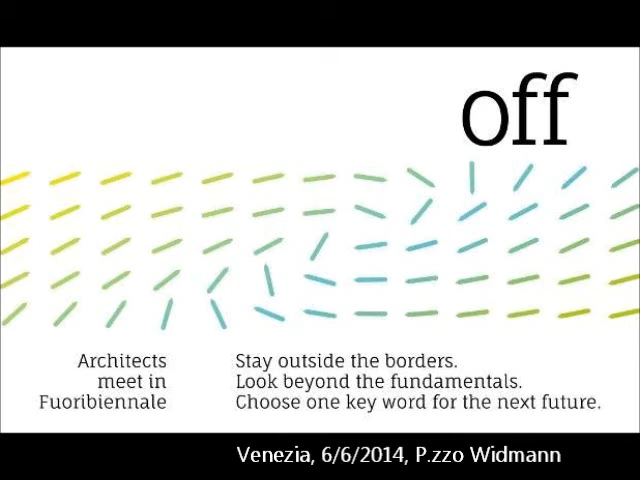 off
Architects
meet in
Fuoribiennale
Stay outside the borders.
Look beyond the fundamentals.
Choose one key word for the next future.
Venezia, 6/6/2014, P.zzo Widmann